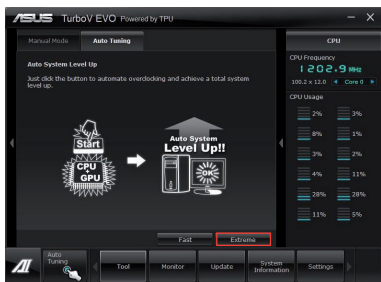 ASUS TurboV EVO Powered by TPU
Manual Mode
Auto Tuning
Auto System Level Up
Just click the button to automate overclocking and achieve a total system
level up.
Start
CPU
+
GPU
Auto System
Level Up!!
OK
Fast
Extreme
CPU
CPU Frequency
1202.9 MHz
100.2 x 12.0
Core 0
CPU Usage
2% 3%
8% 1%
3% 2%
4% 11%
28% 28%
11% 5%
AI
Auto
Tuning
Tool
Monitor
Update
System
Information
Settings